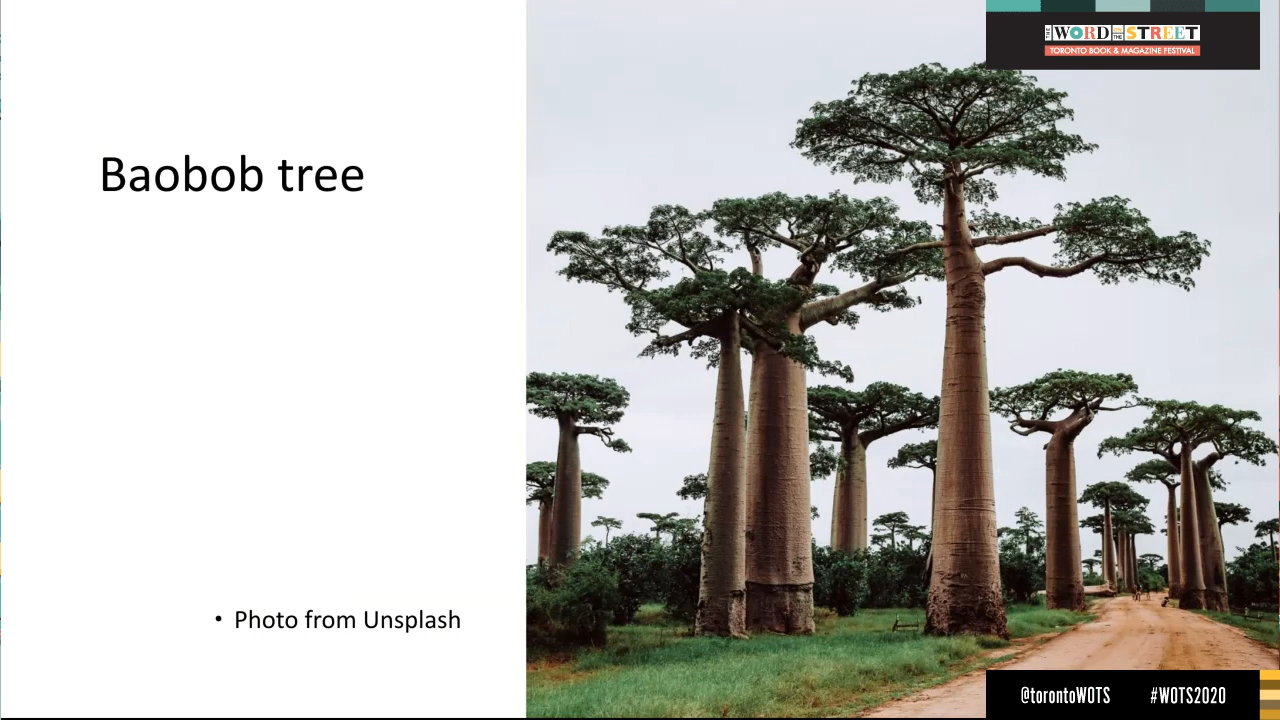 THE WORD ON THE STREET
TORONTO BOOK & MAGAZINE FESTIVAL
Baobob tree
• Photo from Unsplash
@torontoWOTS #WOTS2020